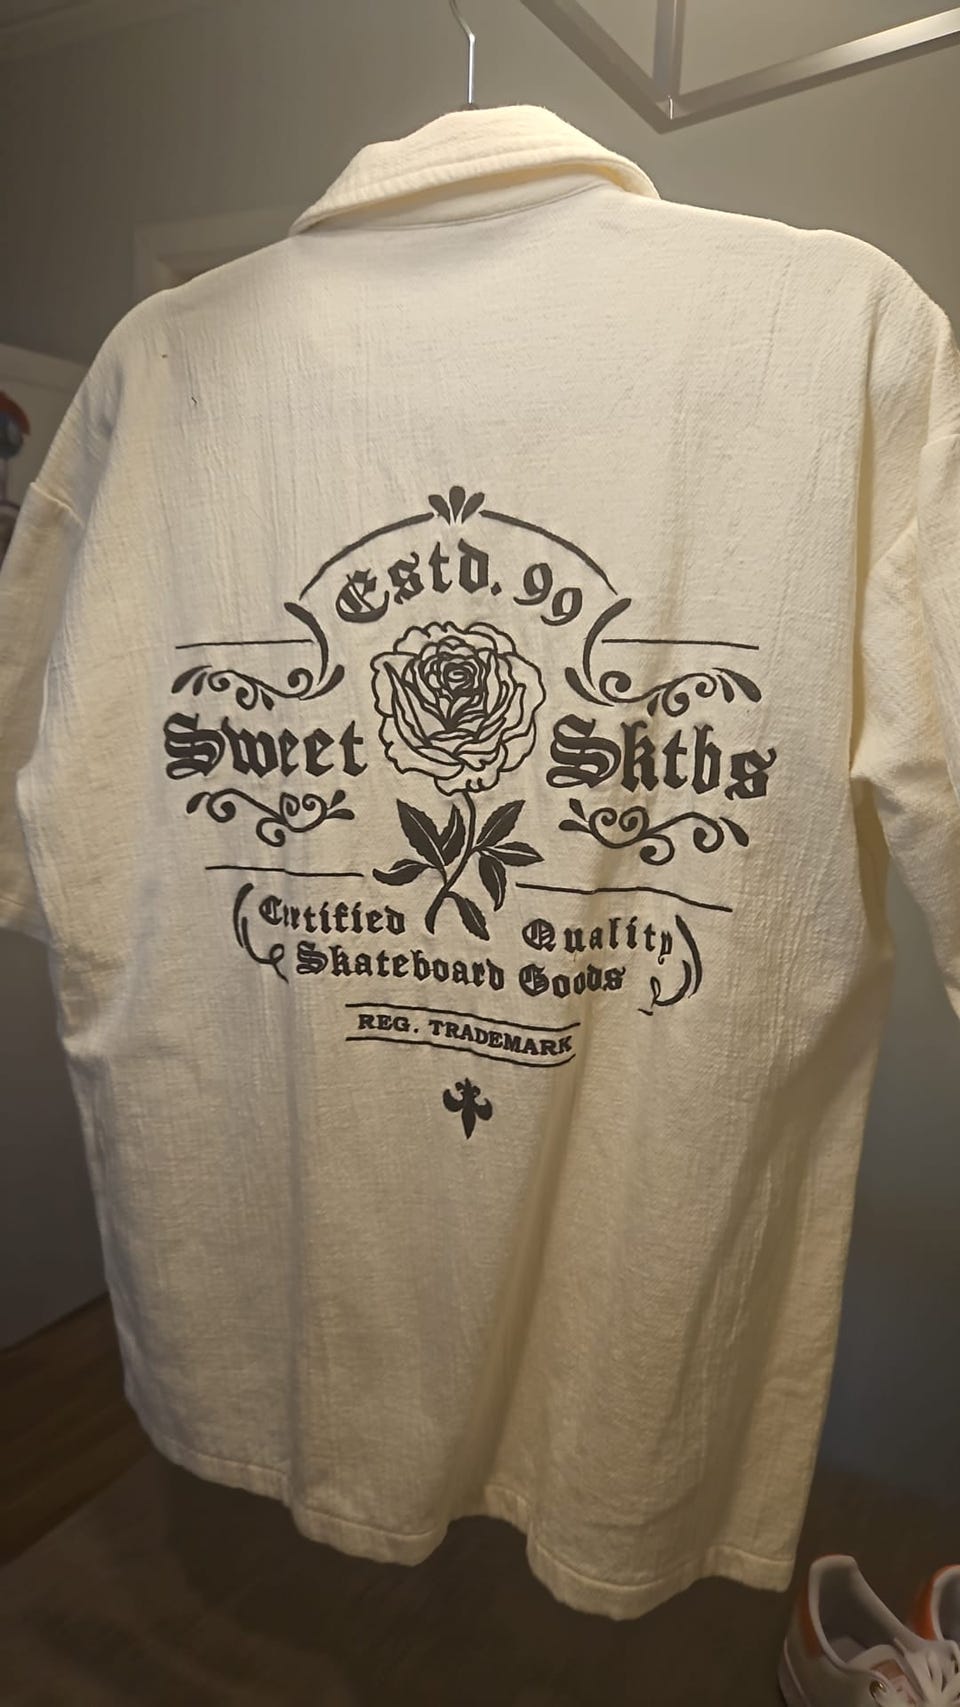 Estd. 99
Sweet Sktbs
Certified Quality
Skateboard Goods
REG. TRADEMARK